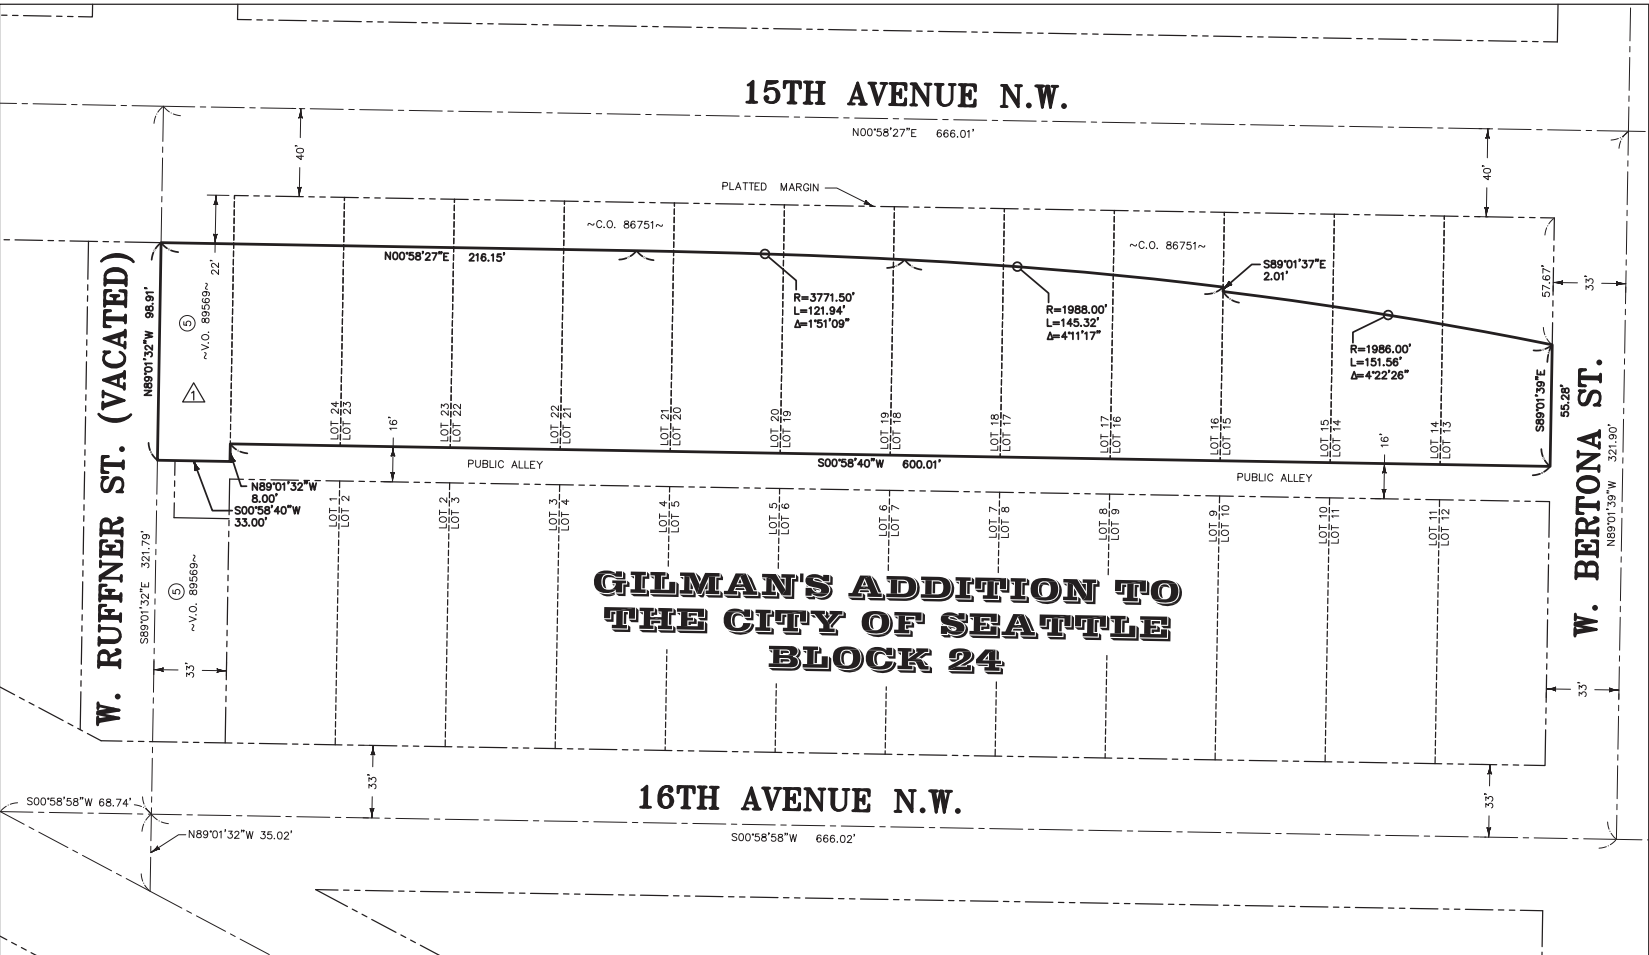 15TH AVENUE N.W.
N00°58'27"E 666.01'
40'
40'
PLATTED MARGIN
~C.O. 86751~
~C.O. 86751~
N00°58'27"E 216.15'
22'
S89°01'37"E
2.01'
57.67'
33'
R=3771.50'
L=121.94'
Δ=1°51'09"
R=1988.00'
L=145.32'
Δ=4°11'17"
R=1986.00'
L=151.56'
Δ=4°22'26"
W. RUFFNER ST. (VACATED)
N89°01'32"W 98.91'
5
~V.O. 89569~
1
S89°01'39"E
55.28'
W. BERTONA ST.
N89°01'39"W 321.90'
LOT 24
LOT 23
LOT 23
LOT 22
LOT 22
LOT 21
LOT 21
LOT 20
LOT 20
LOT 19
LOT 19
LOT 18
LOT 18
LOT 17
LOT 17
LOT 16
LOT 16
LOT 15
LOT 15
LOT 14
LOT 14
LOT 13
16'
16'
PUBLIC ALLEY
S00°58'40"W 600.01'
PUBLIC ALLEY
N89°01'32"W
8.00'
S00°58'40"W
33.00'
LOT 1
LOT 2
LOT 2
LOT 3
LOT 3
LOT 4
LOT 4
LOT 5
LOT 5
LOT 6
LOT 6
LOT 7
LOT 7
LOT 8
LOT 8
LOT 9
LOT 9
LOT 10
LOT 10
LOT 11
LOT 11
LOT 12
S89°01'32"E 321.79'
5
~V.O. 89569~
GILMAN'S ADDITION TO
THE CITY OF SEATTLE
BLOCK 24
33'
33'
33'
33'
S00°58'58"W 68.74'
16TH AVENUE N.W.
N89°01'32"W 35.02'
S00°58'58"W 666.02'